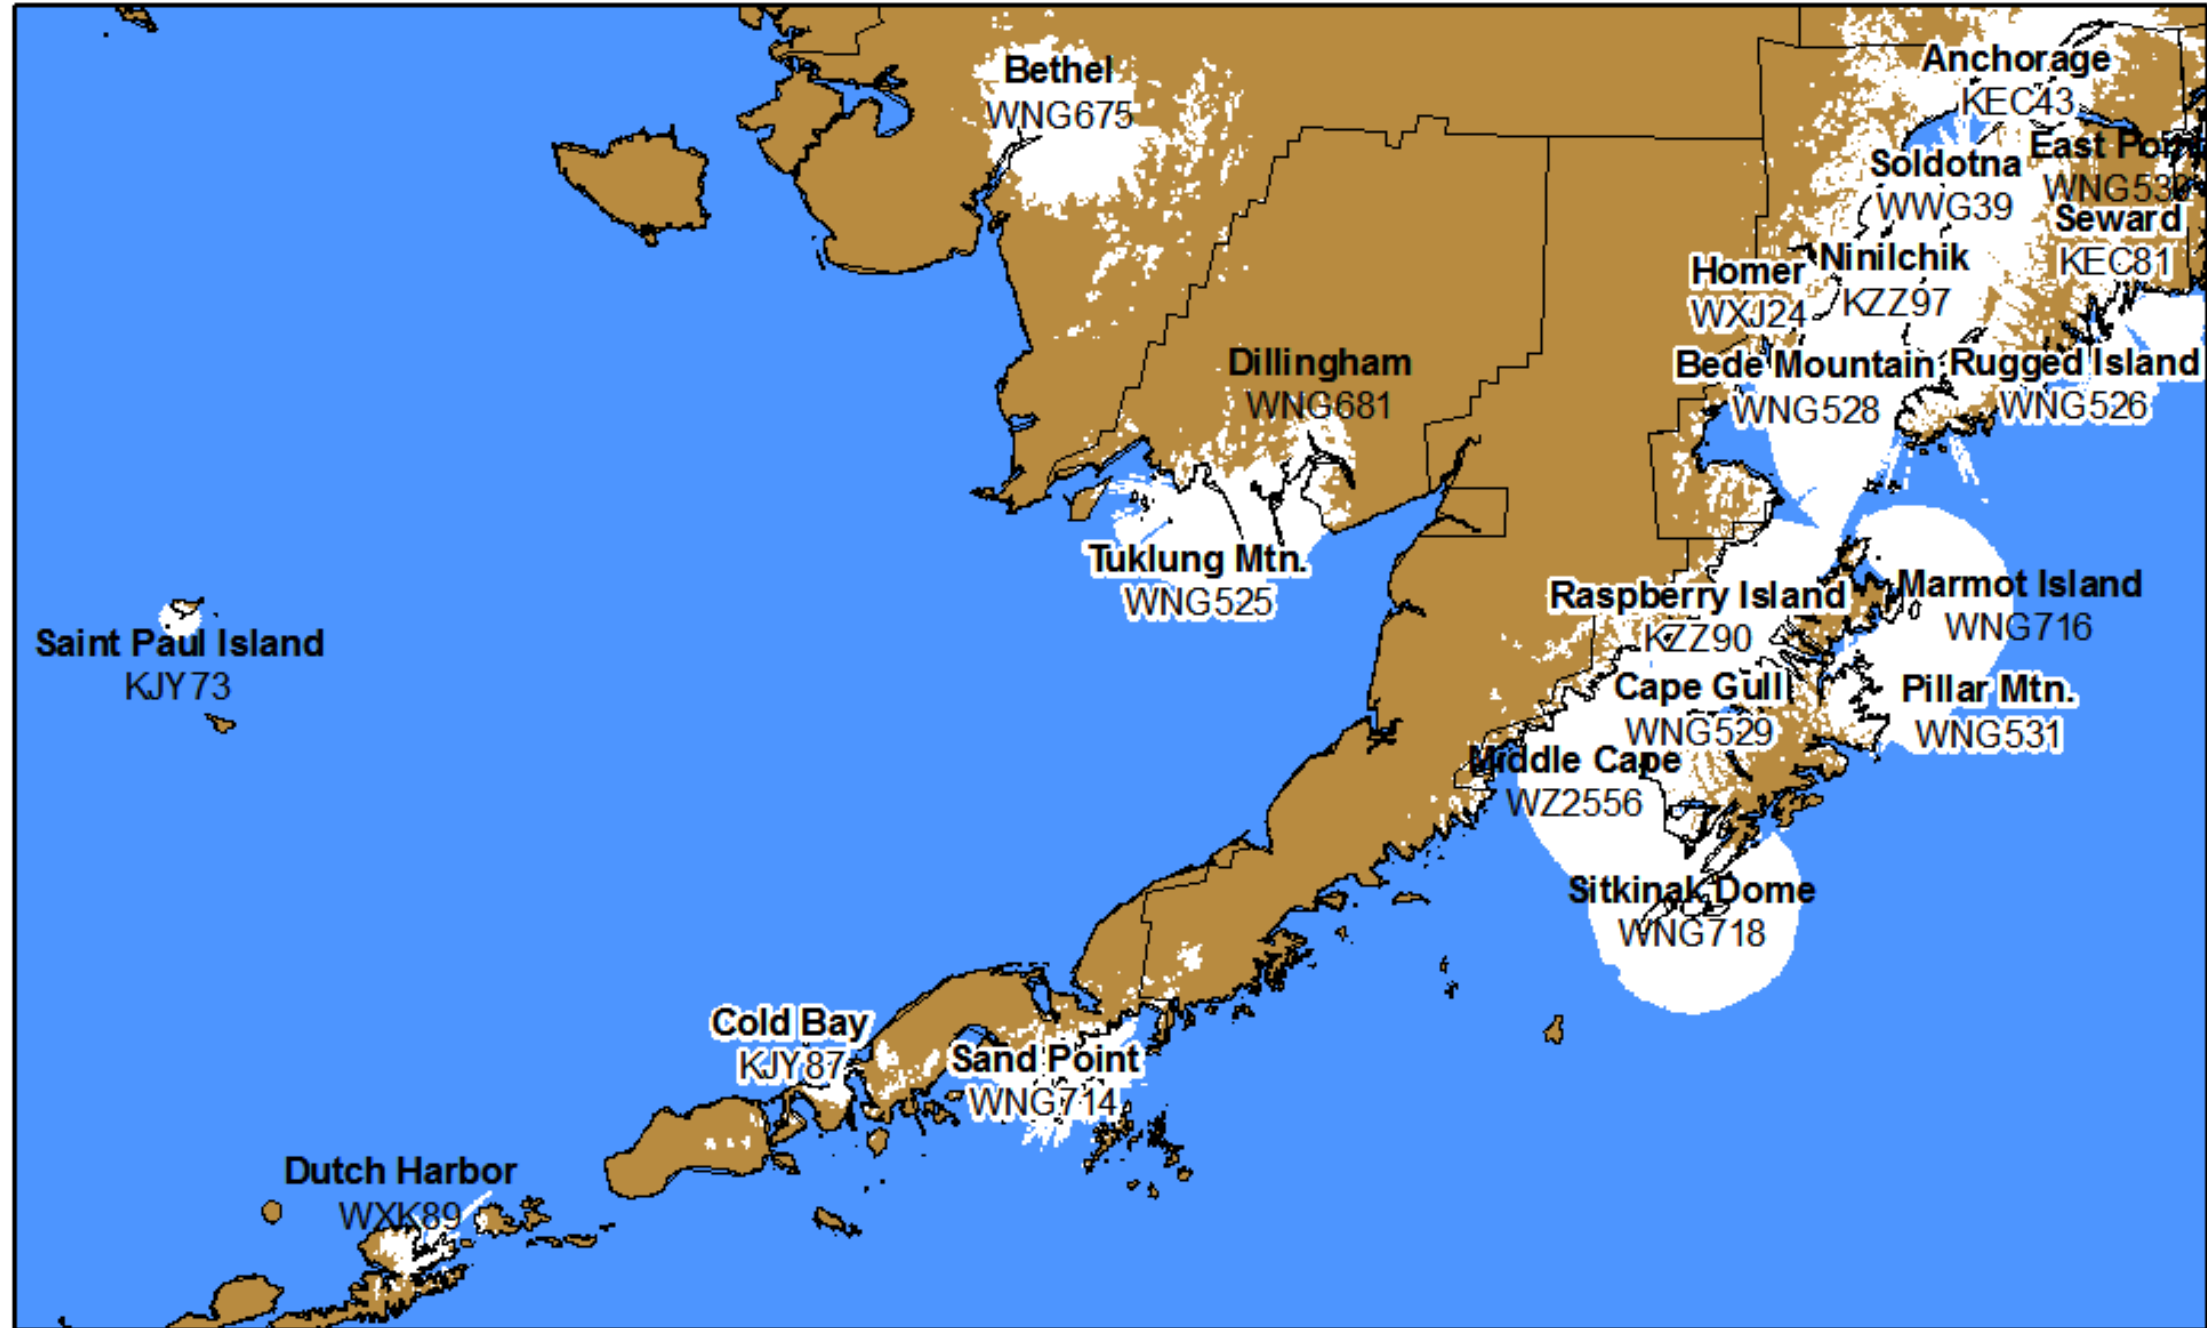 Bethel
WNG675
Anchorage
KEC43
East Point
Soldotna
WWG39
Seward
KEC81
Homer
WXJ24
Ninilchik
KZZ97
Dillingham
WNG681
Bede Mountain
WNG528
Rugged Island
WNG526
Tuklung Mtn.
WNG525
Saint Paul Island
KJY73
Raspberry Island
KZZ90
Marmot Island
WNG716
Cape Gull
WNG529
Pillar Mtn.
WNG531
Middle Cape
WZ2556
Sitkinak Dome
WNG718
Cold Bay
KJY87
Sand Point
WNG714
Dutch Harbor
WXK89